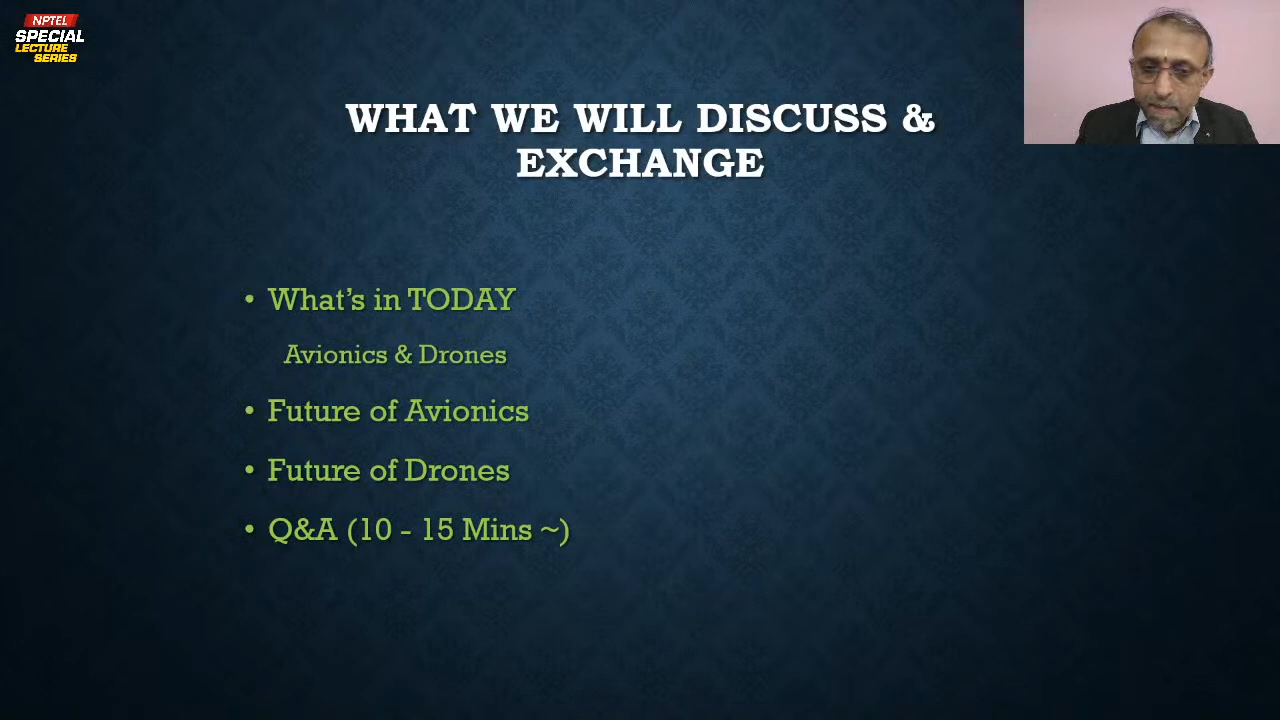 NPTEL
SPECIAL
LECTURE
SERIES
WHAT WE WILL DISCUSS &
EXCHANGE
• What's in TODAY
Avionics & Drones
• Future of Avionics
• Future of Drones
• Q&A (10 - 15 Mins ~)